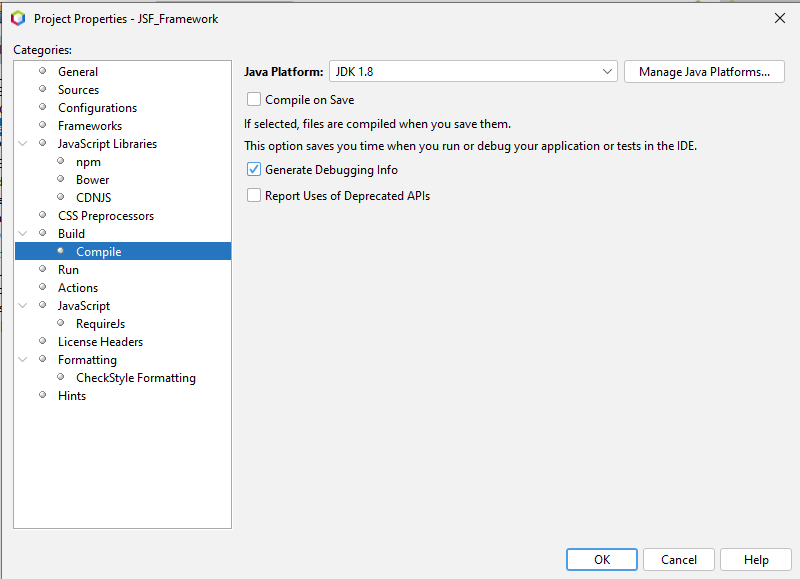 Project Properties - JSF_Framework
Categories:
General
Sources
Configurations
Frameworks
JavaScript Libraries
npm
Bower
CDNJS
CSS Preprocessors
Build
Compile
Run
Actions
JavaScript
RequireJs
License Headers
Formatting
CheckStyle Formatting
Hints
Java Platform: JDK 1.8 Manage Java Platforms...
Compile on Save
If selected, files are compiled when you save them.
This option saves you time when you run or debug your application or tests in the IDE.
Generate Debugging Info
Report Uses of Deprecated APIs
OK Cancel Help